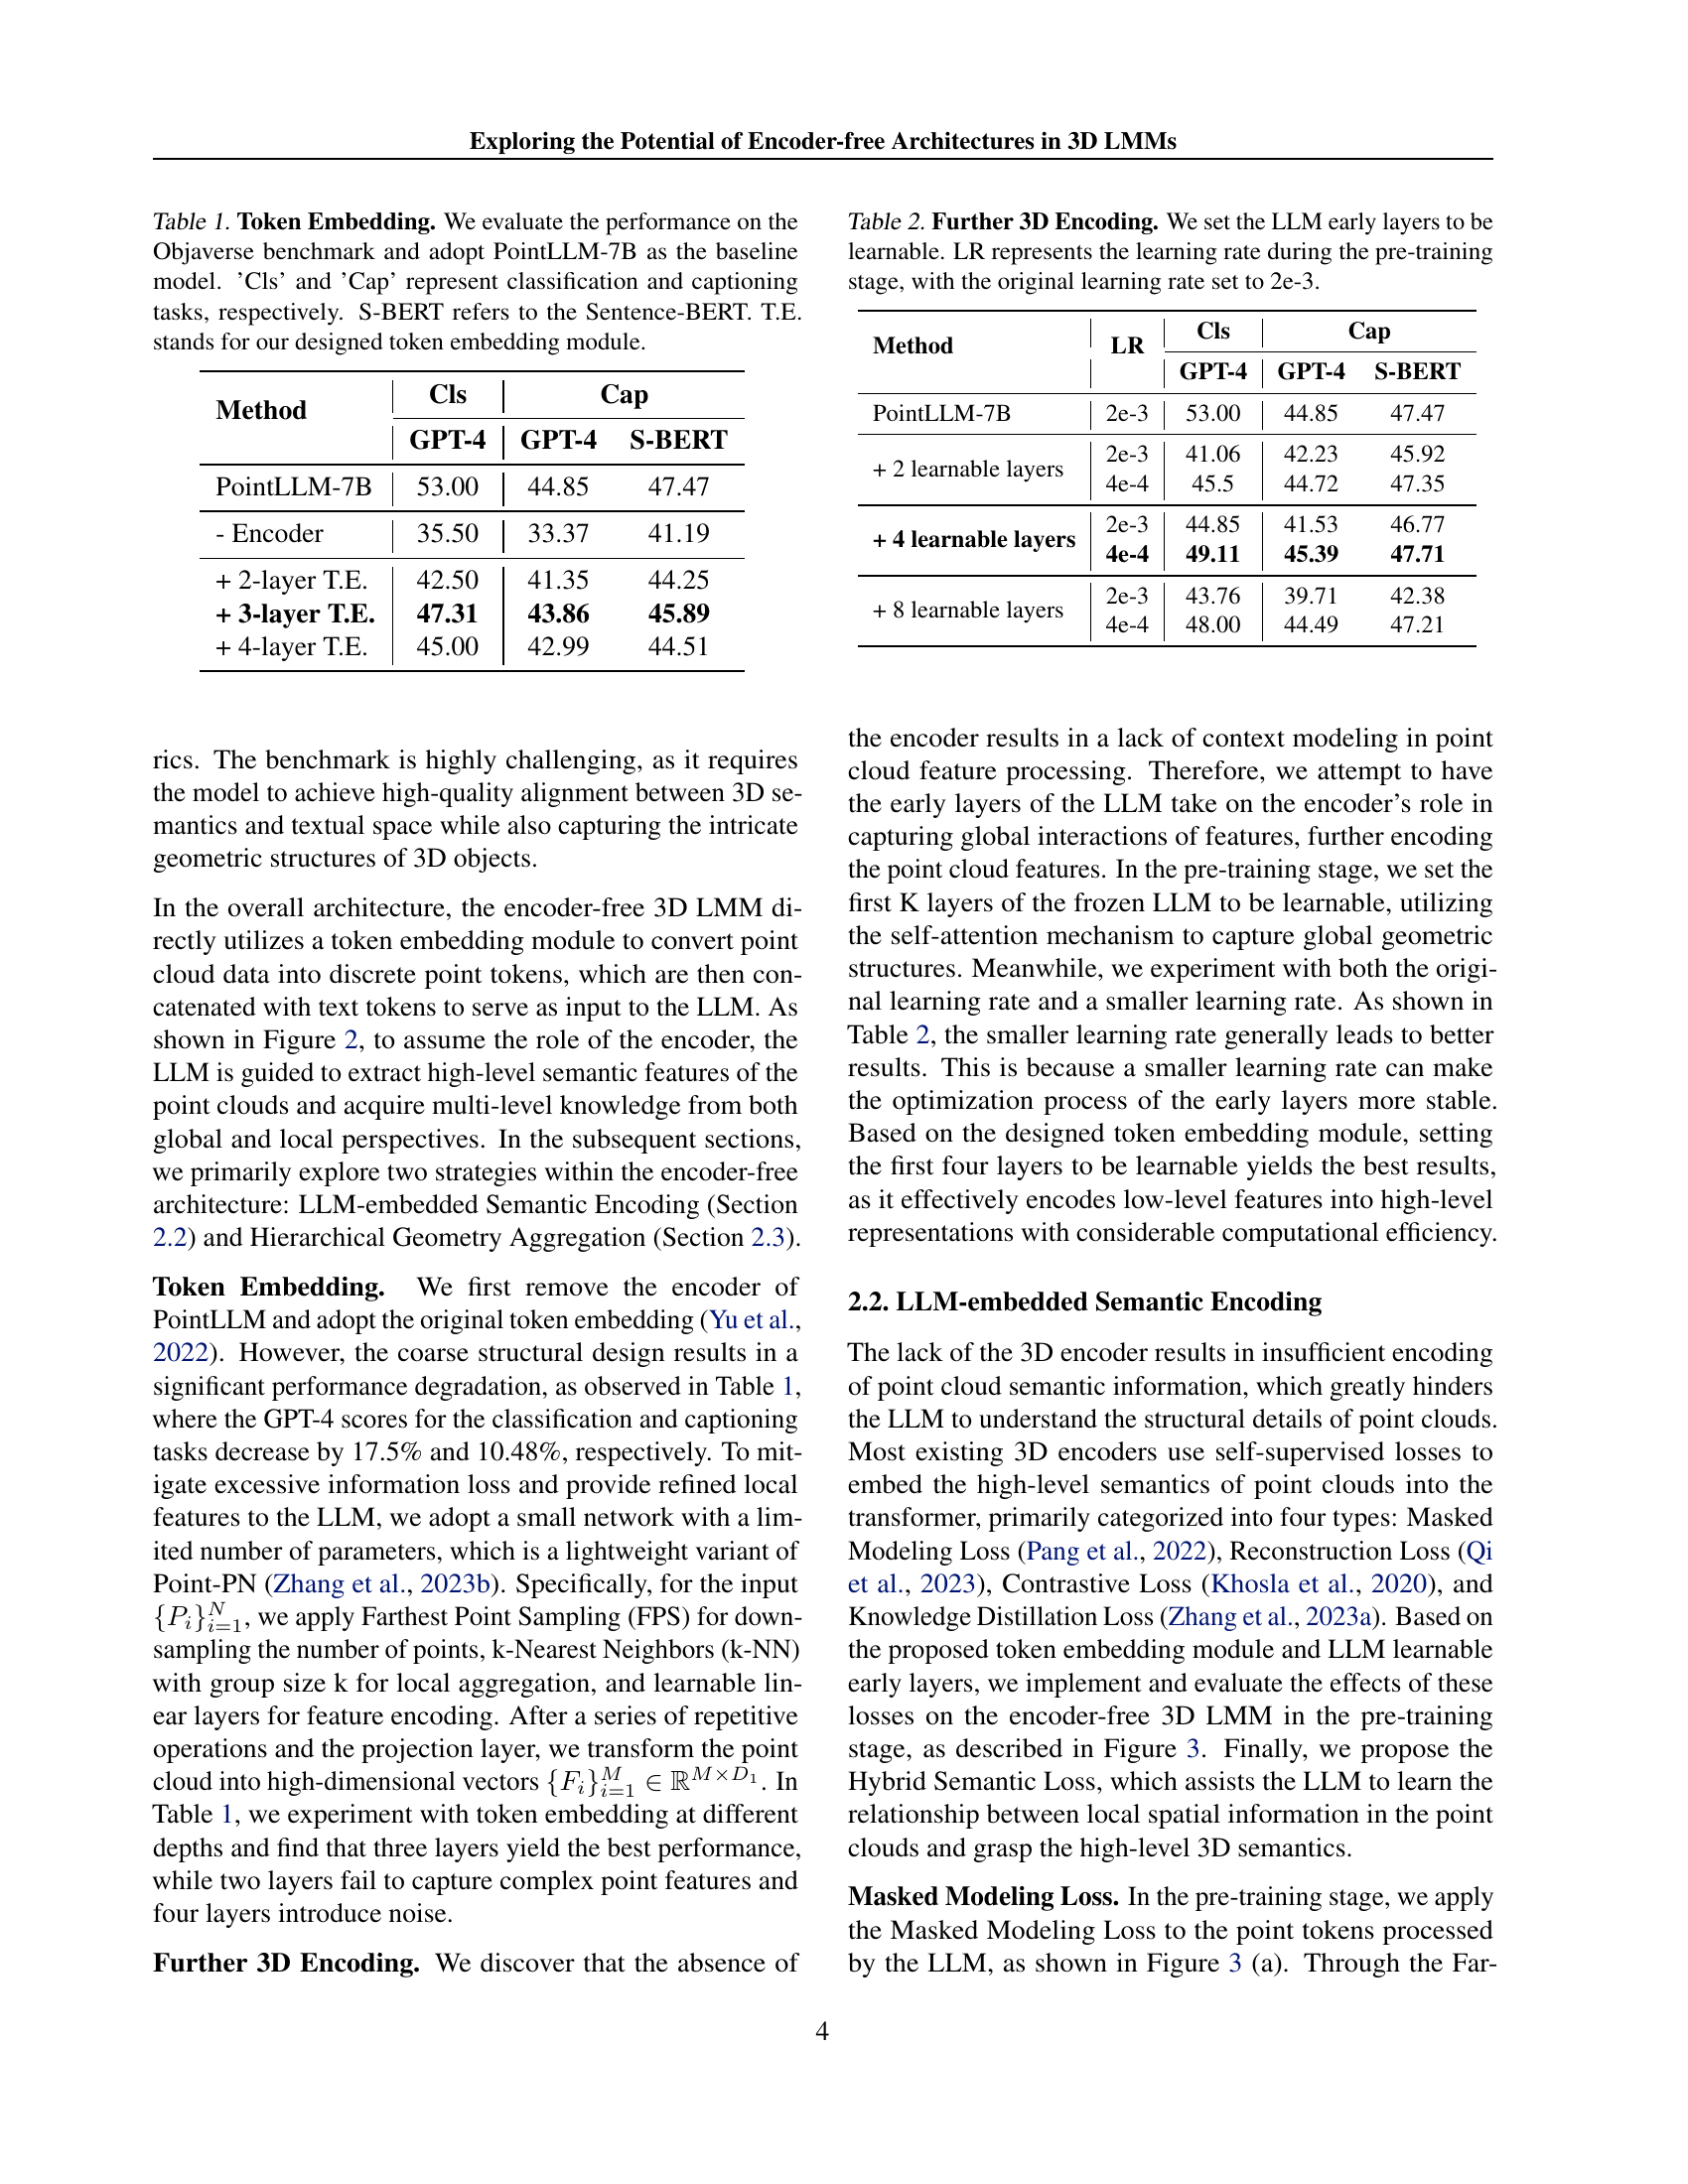 Exploring the Potential of Encoder-free Architectures in 3D LMMs
Table 1. Token Embedding. We evaluate the performance on the
Objaverse benchmark and adopt PointLLM-7B as the baseline
model. ’Cls’ and ’Cap’ represent classification and captioning
tasks, respectively. S-BERT refers to the Sentence-BERT. T.E.
stands for our designed token embedding module.
Method Cls Cap
GPT-4 GPT-4 S-BERT
PointLLM-7B 53.00 44.85 47.47
- Encoder 35.50 33.37 41.19
+ 2-layer T.E. 42.50 41.35 44.25
+ 3-layer T.E. 47.31 43.86 45.89
+ 4-layer T.E. 45.00 42.99 44.51
rics. The benchmark is highly challenging, as it requires
the model to achieve high-quality alignment between 3D se-
mantics and textual space while also capturing the intricate
geometric structures of 3D objects.
In the overall architecture, the encoder-free 3D LMM di-
rectly utilizes a token embedding module to convert point
cloud data into discrete point tokens, which are then con-
catenated with text tokens to serve as input to the LLM. As
shown in Figure 2, to assume the role of the encoder, the
LLM is guided to extract high-level semantic features of the
point clouds and acquire multi-level knowledge from both
global and local perspectives. In the subsequent sections,
we primarily explore two strategies within the encoder-free
architecture: LLM-embedded Semantic Encoding (Section
2.2) and Hierarchical Geometry Aggregation (Section 2.3).
Token Embedding. We first remove the encoder of
PointLLM and adopt the original token embedding (Yu et al.,
2022). However, the coarse structural design results in a
significant performance degradation, as observed in Table 1,
where the GPT-4 scores for the classification and captioning
tasks decrease by 17.5% and 10.48%, respectively. To mit-
igate excessive information loss and provide refined local
features to the LLM, we adopt a small network with a lim-
ited number of parameters, which is a lightweight variant of
Point-PN (Zhang et al., 2023b). Specifically, for the input
{P_i}_{i=1}^N, we apply Farthest Point Sampling (FPS) for down-
sampling the number of points, k-Nearest Neighbors (k-NN)
with group size k for local aggregation, and learnable lin-
ear layers for feature encoding. After a series of repetitive
operations and the projection layer, we transform the point
cloud into high-dimensional vectors {F_i}_{i=1}^M ∈ ℝ^{M×D_1}. In
Table 1, we experiment with token embedding at different
depths and find that three layers yield the best performance,
while two layers fail to capture complex point features and
four layers introduce noise.
Further 3D Encoding. We discover that the absence of
Table 2. Further 3D Encoding. We set the LLM early layers to be
learnable. LR represents the learning rate during the pre-training
stage, with the original learning rate set to 2e-3.
Method LR Cls Cap
GPT-4 GPT-4 S-BERT
PointLLM-7B 2e-3 53.00 44.85 47.47
+ 2 learnable layers 2e-3 41.06 42.23 45.92
4e-4 45.5 44.72 47.35
+ 4 learnable layers 2e-3 44.85 41.53 46.77
4e-4 49.11 45.39 47.71
+ 8 learnable layers 2e-3 43.76 39.71 42.38
4e-4 48.00 44.49 47.21
the encoder results in a lack of context modeling in point
cloud feature processing. Therefore, we attempt to have
the early layers of the LLM take on the encoder’s role in
capturing global interactions of features, further encoding
the point cloud features. In the pre-training stage, we set the
first K layers of the frozen LLM to be learnable, utilizing
the self-attention mechanism to capture global geometric
structures. Meanwhile, we experiment with both the origi-
nal learning rate and a smaller learning rate. As shown in
Table 2, the smaller learning rate generally leads to better
results. This is because a smaller learning rate can make
the optimization process of the early layers more stable.
Based on the designed token embedding module, setting
the first four layers to be learnable yields the best results,
as it effectively encodes low-level features into high-level
representations with considerable computational efficiency.
2.2. LLM-embedded Semantic Encoding
The lack of the 3D encoder results in insufficient encoding
of point cloud semantic information, which greatly hinders
the LLM to understand the structural details of point clouds.
Most existing 3D encoders use self-supervised losses to
embed the high-level semantics of point clouds into the
transformer, primarily categorized into four types: Masked
Modeling Loss (Pang et al., 2022), Reconstruction Loss (Qi
et al., 2023), Contrastive Loss (Khosla et al., 2020), and
Knowledge Distillation Loss (Zhang et al., 2023a). Based on
the proposed token embedding module and LLM learnable
early layers, we implement and evaluate the effects of these
losses on the encoder-free 3D LMM in the pre-training
stage, as described in Figure 3. Finally, we propose the
Hybrid Semantic Loss, which assists the LLM to learn the
relationship between local spatial information in the point
clouds and grasp the high-level 3D semantics.
Masked Modeling Loss. In the pre-training stage, we apply
the Masked Modeling Loss to the point tokens processed
by the LLM, as shown in Figure 3 (a). Through the Far-
4